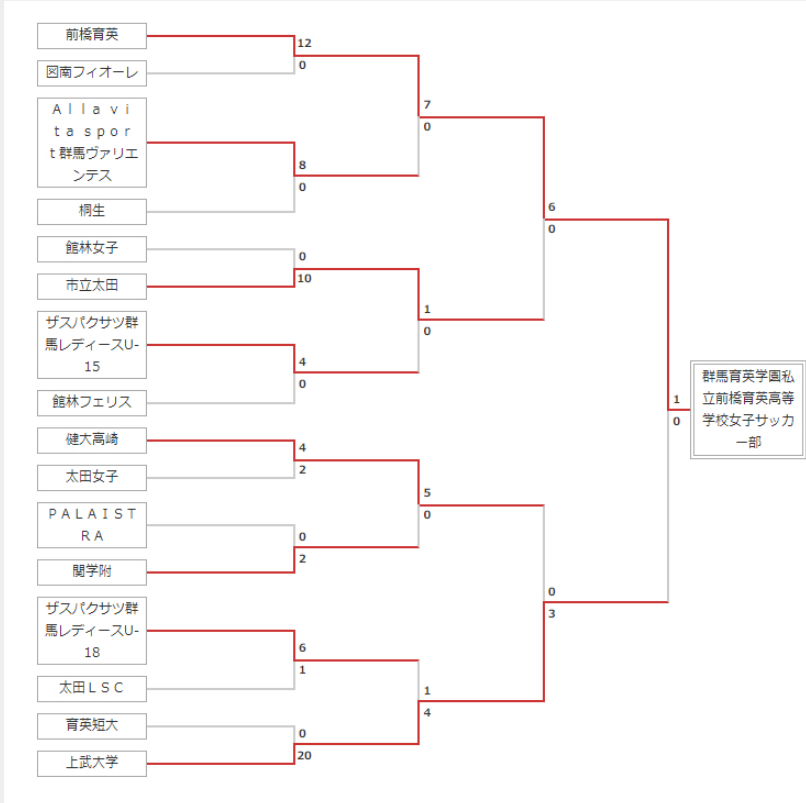 前橋育英
12
0
図南フィオーレ
7
0
Ａｌｌａ ｖｉ
ｔａ ｓｐｏｒ
ｔ群馬ヴァリエ
ンテス
8
0
桐生
6
0
館林女子
0
10
市立太田
1
0
ザスパクサツ群
馬レディースU-
15
4
0
館林フェリス
群馬育英学園私
立前橋育英高等
学校女子サッカ
ー部
1
0
健大高崎
4
2
太田女子
5
0
ＰＡＬＡＩＳＴ
ＲＡ
0
2
関学附
0
3
ザスパクサツ群
馬レディースU-
18
6
1
太田ＬＳＣ
1
4
育英短大
0
20
上武大学